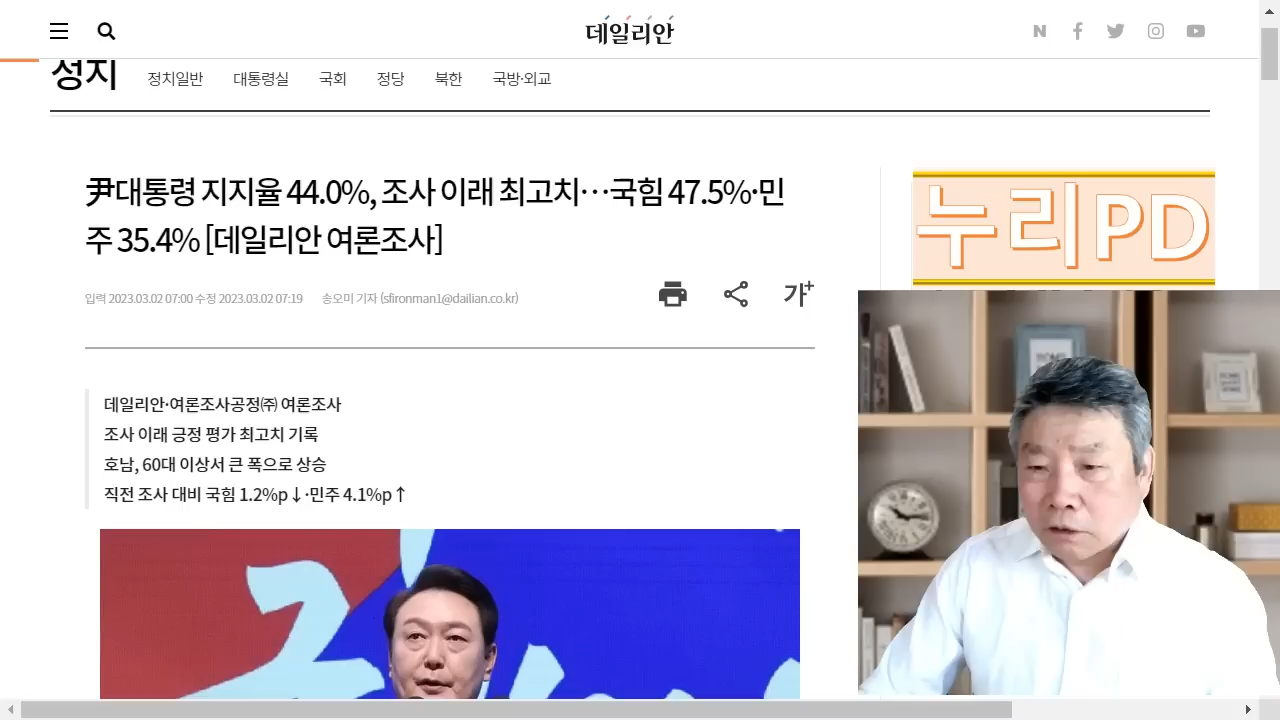 데일리안
정치 정치일반 대통령실 국회 정당 북한 국방·외교
尹대통령 지지율 44.0%, 조사 이래 최고치…국힘 47.5%·민
주 35.4% [데일리안 여론조사]
입력 2023.03.02 07:00 수정 2023.03.02 07:19 송오미 기자 (sfironman1@dailian.co.kr)
가+
누리PD
데일리안·여론조사공정㈜ 여론조사
조사 이래 긍정 평가 최고치 기록
호남, 60대 이상서 큰 폭으로 상승
직전 조사 대비 국힘 1.2%p↓·민주 4.1%p↑